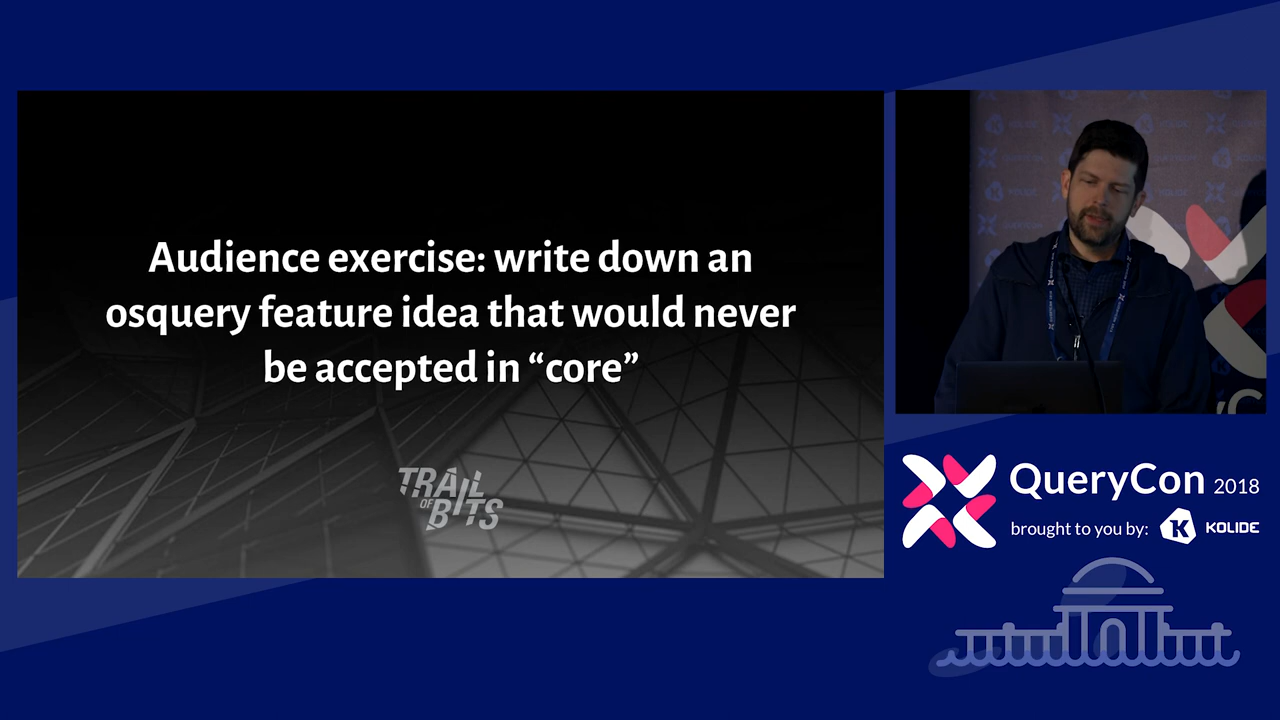 Audience exercise: write down an
osquery feature idea that would never
be accepted in “core”
TRAIL
OF
BITS
QueryCon 2018
brought to you by: KOLIDE